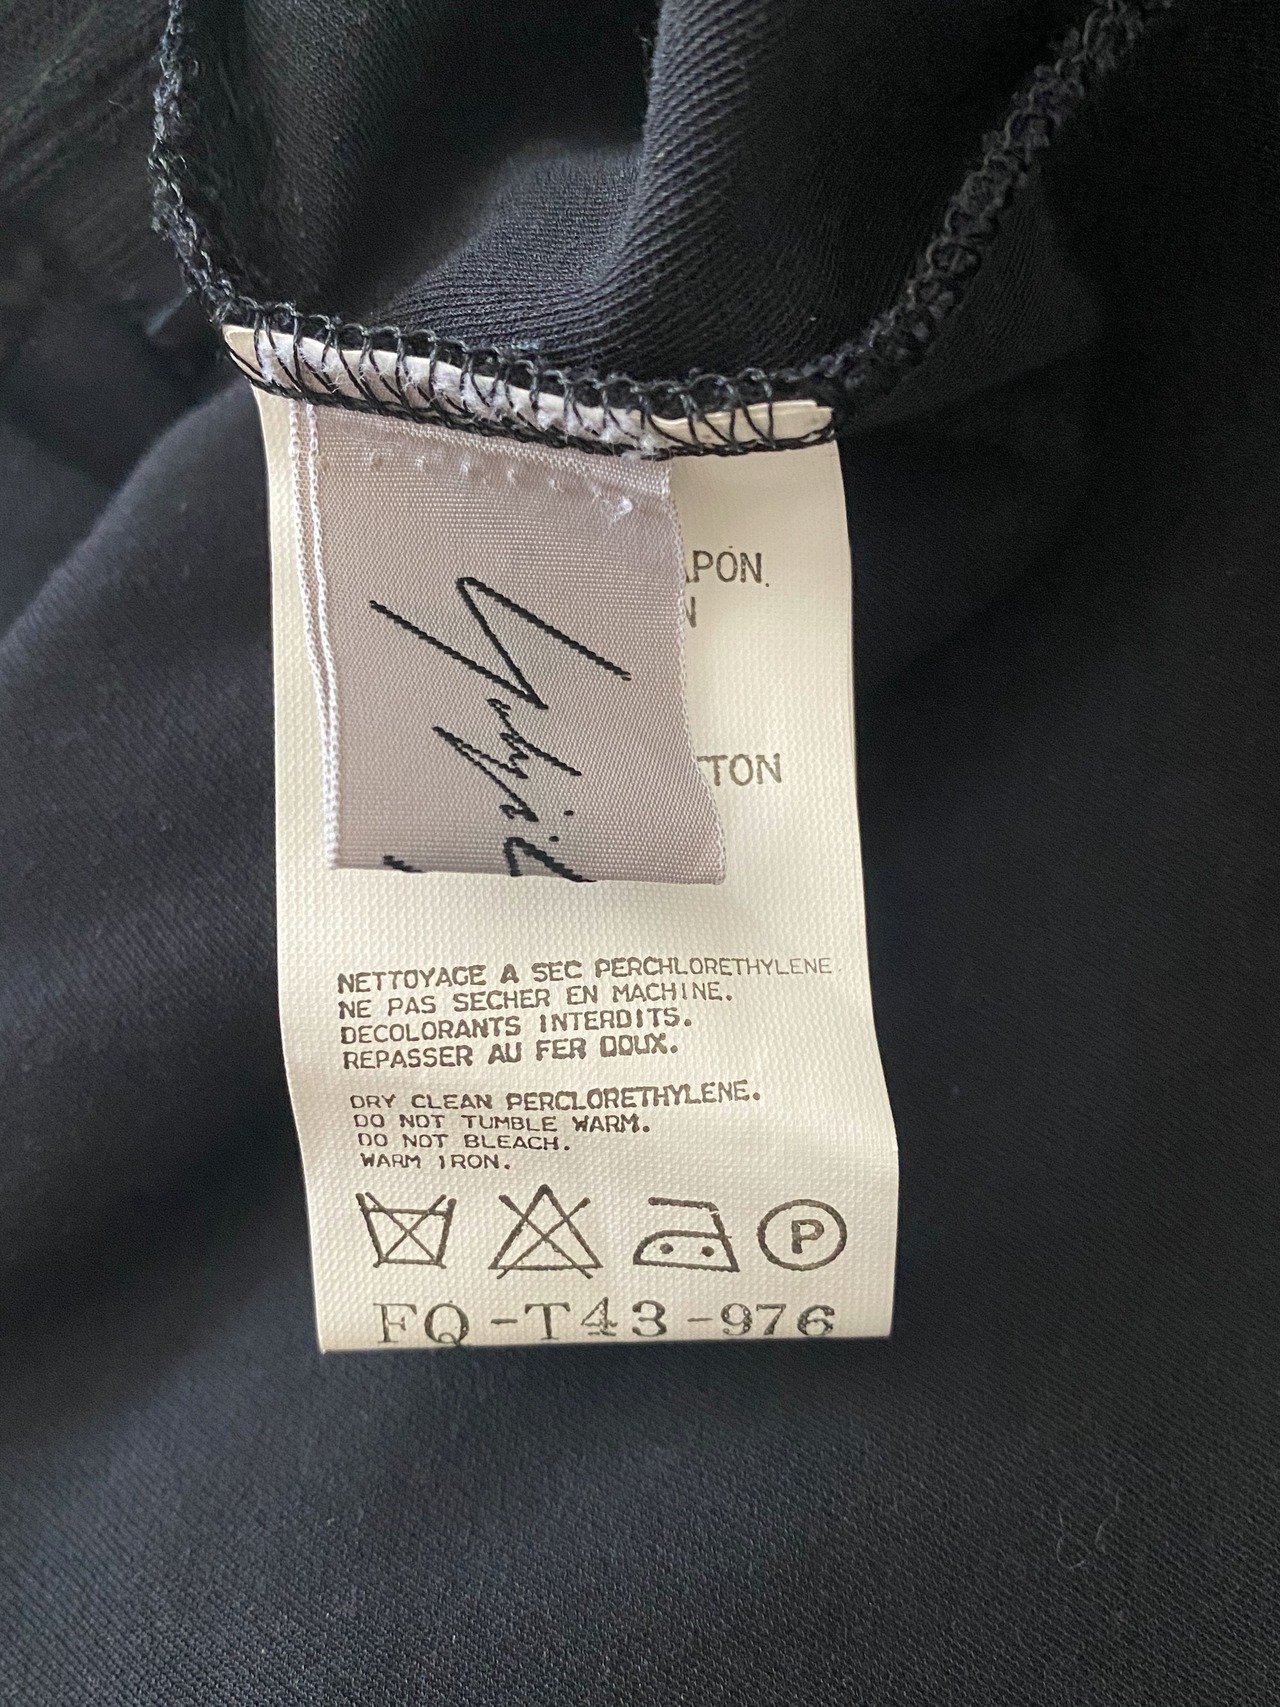 APON.
N
TTON
NETTOYAGE A SEC PERCHLORETHYLENE.
NE PAS SECHER EN MACHINE.
DECOLORANTS INTERDITS.
REPASSER AU FER DOUX.
DRY CLEAN PERCLORETHYLENE.
DO NOT TUMBLE WARM.
DO NOT BLEACH.
WARM IRON.
P
FQ-T43-976